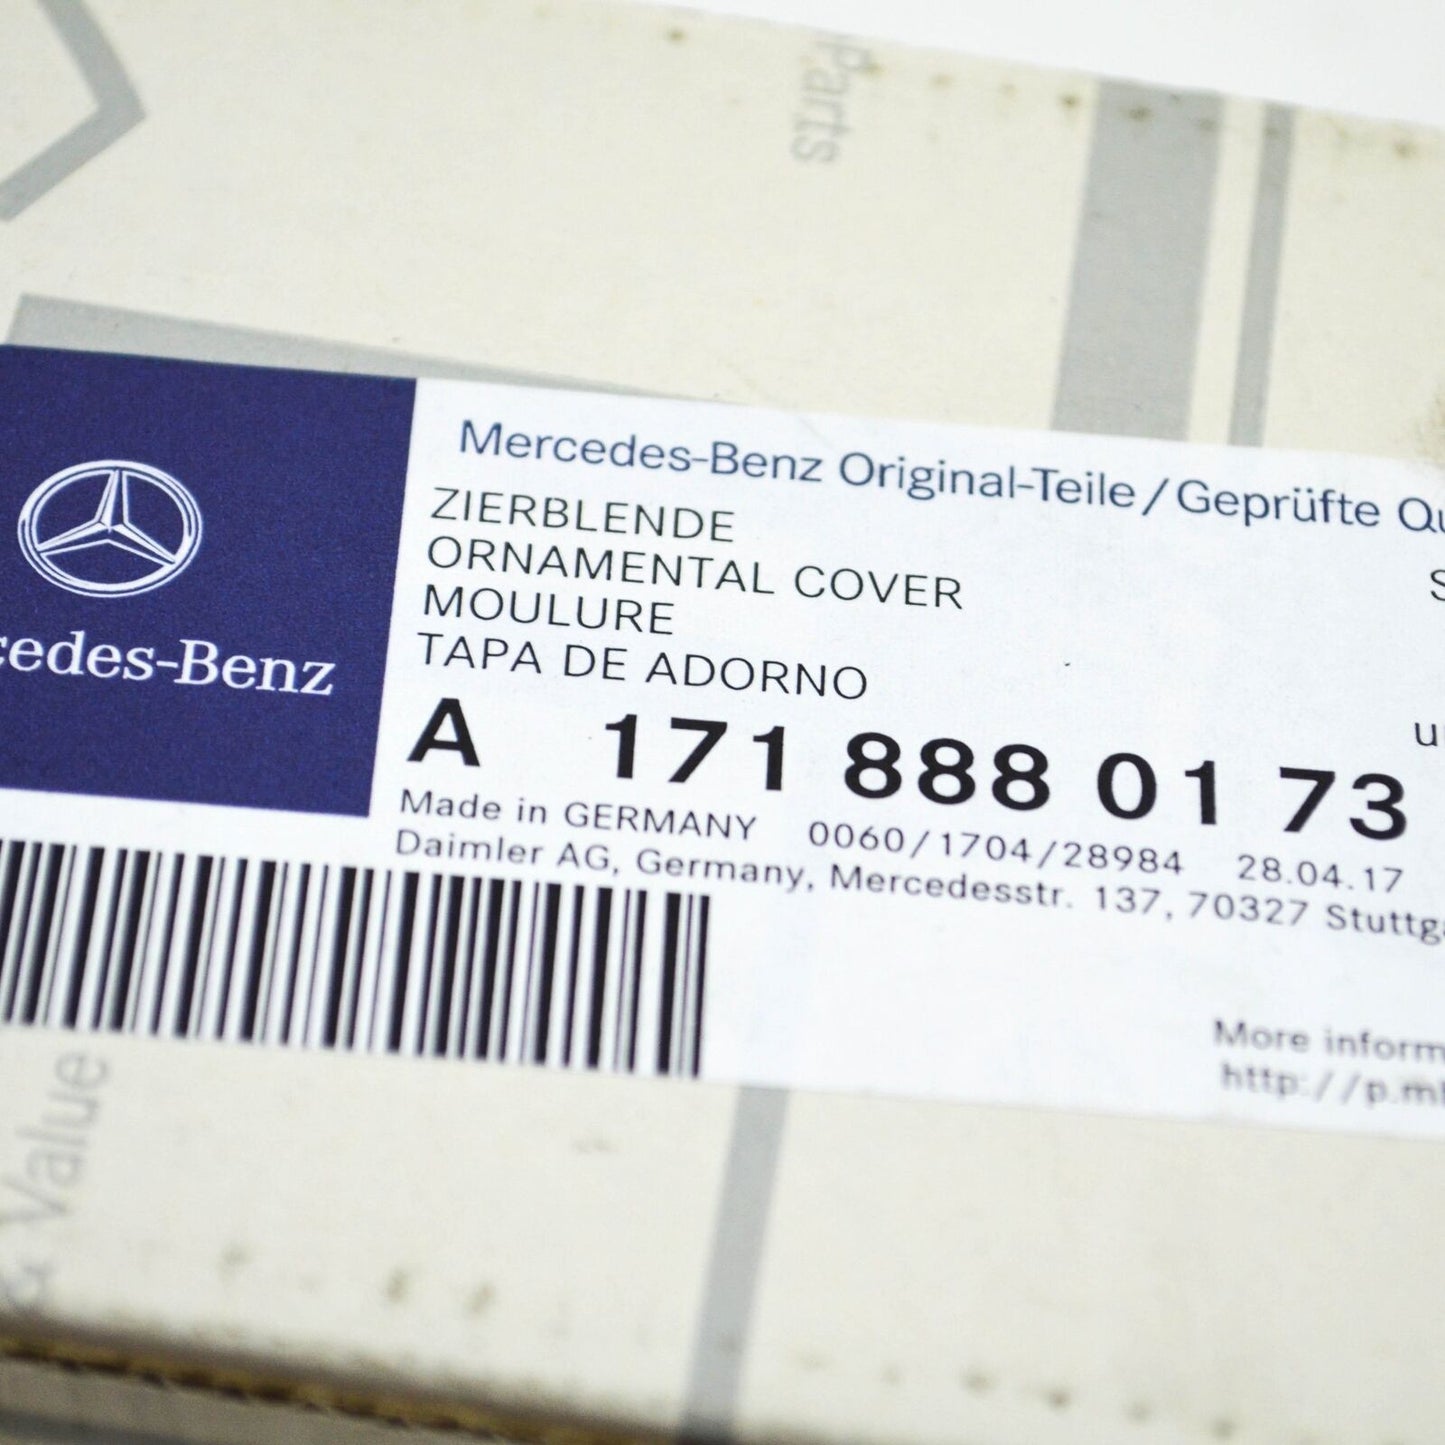 Parts
Mercedes-Benz Original-Teile/Geprüfte
ZIERBLENDE
ORNAMENTAL COVER
MOULURE
TAPA DE ADORNO
cedes-Benz
A 171 888 01 73
Made in GERMANY 0060/1704/28984 28.04.17
Daimler AG, Germany, Mercedesstr. 137, 70327 Stuttga
More inform
http://p.m
& Value